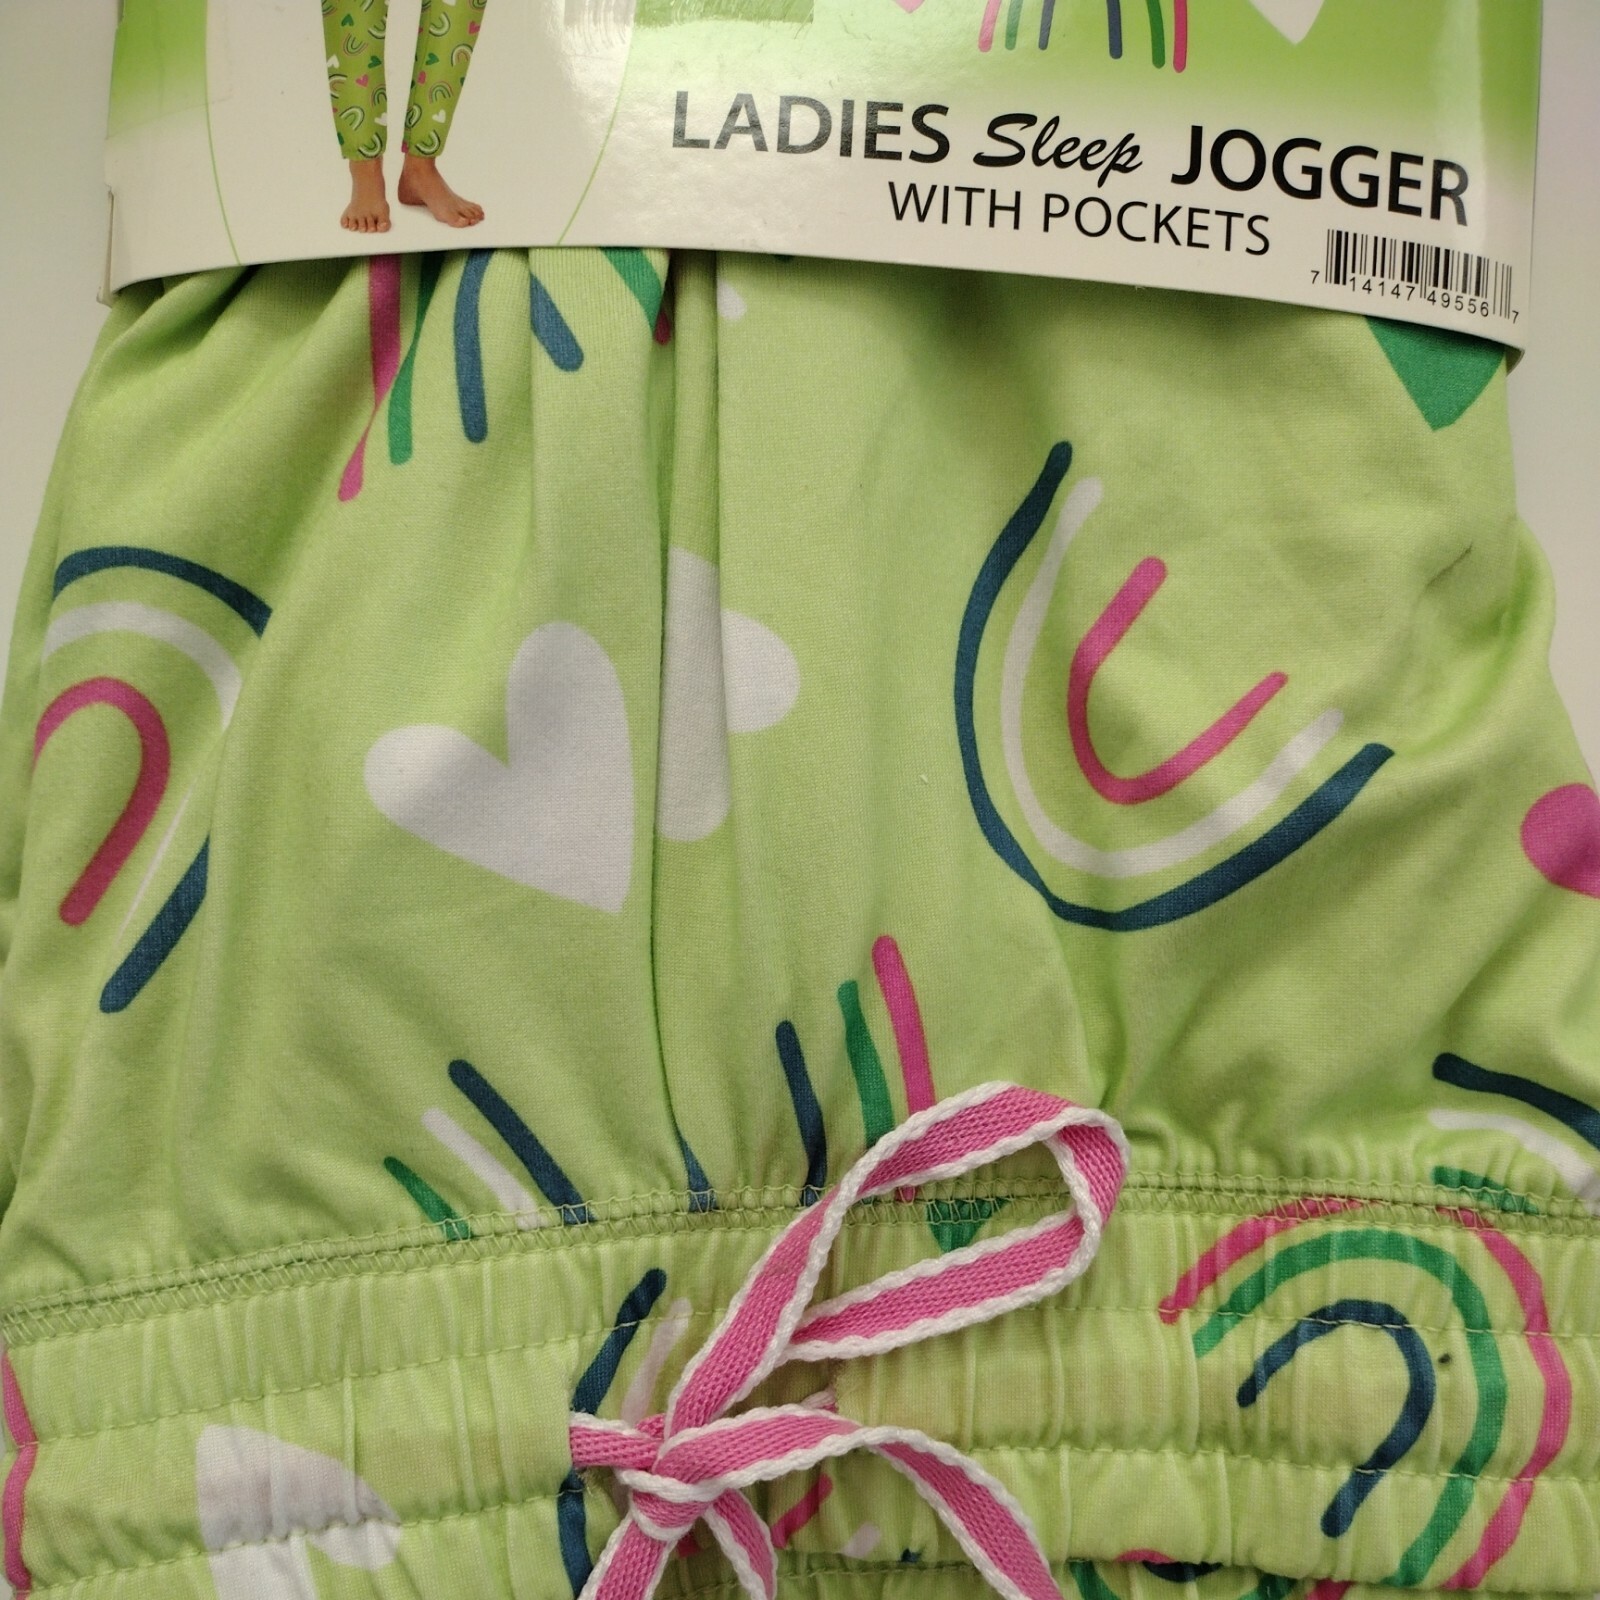 LADIES Sleep JOGGER
WITH POCKETS
7 14147 49556 7